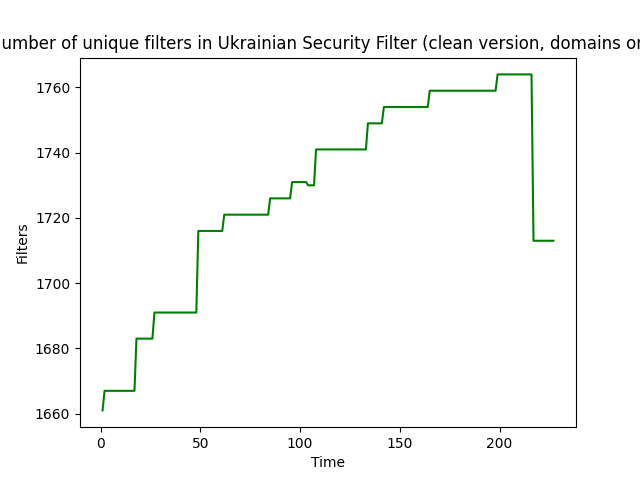 umber of unique filters in Ukrainian Security Filter (clean version, domains or
1760
1740
1720
1700
1680
1660
Filters
0 50 100 150 200
Time